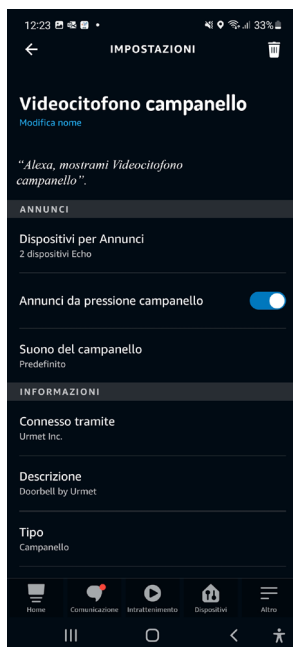 12:23 33%
IMPOSTAZIONI
Videocitofono campanello
Modifica nome
“Alexa, mostrami Videocitofono
campanello”.
ANNUNCI
Dispositivi per Annunci
2 dispositivi Echo
Annunci da pressione campanello
Suono del campanello
Predefinito
INFORMAZIONI
Connesso tramite
Urmet Inc.
Descrizione
Doorbell by Urmet
Tipo
Campanello
Home Comunicazione Intrattenimento Dispositivi Altro